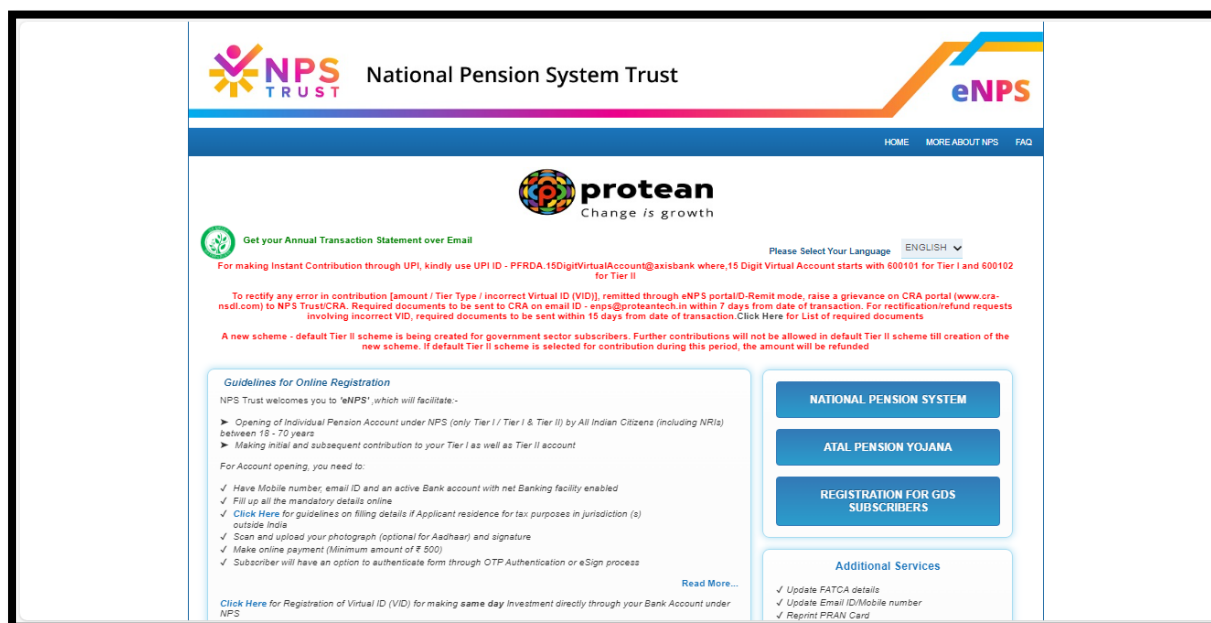 NPS
TRUST
National Pension System Trust
eNPS
HOME MORE ABOUT NPS FAQ
protean
Change is growth
Get your Annual Transaction Statement over Email
Please Select Your Language ENGLISH
For making Instant Contribution through UPI, kindly use UPI ID - PFRDA.15DigitVirtualAccount@axisbank where,15 Digit Virtual Account starts with 600101 for Tier I and 600102
for Tier II
To rectify any error in contribution [amount / Tier Type / incorrect Virtual ID (VID)], remitted through eNPS portal/D-
Remit mode, raise a grievance on CRA portal (www.cra-
nsdl.com) to NPS Trust/CRA. Required documents to be sent to CRA on email ID - enps@proteantech.in within 7 days from date of transaction. For rectification/refund requests
involving incorrect VID, required documents to be sent within 15 days from date of transaction.Click Here for List of required documents
A new scheme - default Tier II scheme is being created for government sector subscribers. Further contributions will not be allowed in default Tier II scheme till creation of the
new scheme. If default Tier II scheme is selected for contribution during this period, the amount will be refunded
Guidelines for Online Registration
NPS Trust welcomes you to 'eNPS' ,which will facilitate:-
➤ Opening of Individual Pension Account under NPS (only Tier I / Tier I & Tier II) by All Indian Citizens (including NRIs)
between 18 - 70 years
➤ Making initial and subsequent contribution to your Tier I as well as Tier II account
For Account opening, you need to:
✓ Have Mobile number, email ID and an active Bank account with net Banking facility enabled
✓ Fill up all the mandatory details online
✓ Click Here for guidelines on filling details if Applicant residence for tax purposes in jurisdiction (s)
outside India
✓ Scan and upload your photograph (optional for Aadhaar) and signature
✓ Make online payment (Minimum amount of ₹ 500)
✓ Subscriber will have an option to authenticate form through OTP Authentication or eSign process
Read More...
Click Here for Registration of Virtual ID (VID) for making same day Investment directly through your Bank Account under
NPS
NATIONAL PENSION SYSTEM
ATAL PENSION YOJANA
REGISTRATION FOR GDS
SUBSCRIBERS
Additional Services
✓ Update FATCA details
✓ Update Email ID/Mobile number
✓ Reprint PRAN Card